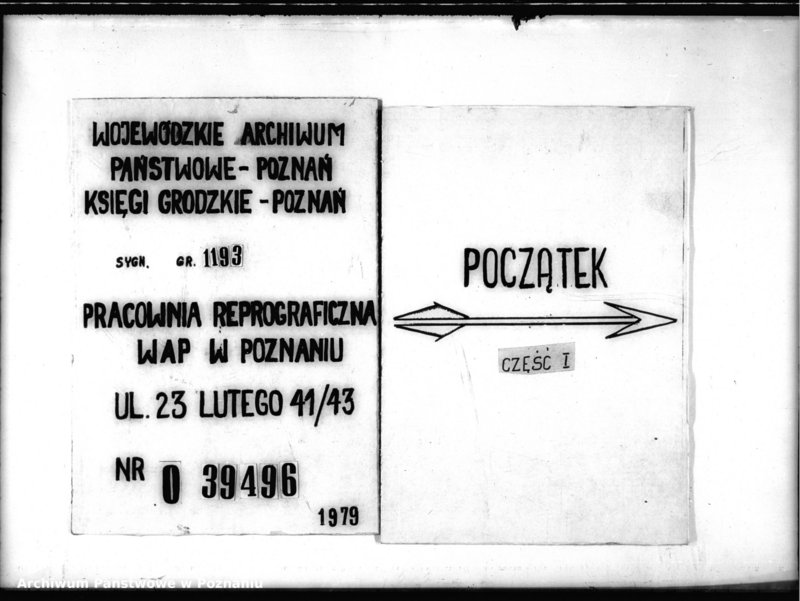 WOJEWÓDZKIE ARCHIWUM
PAŃSTWOWE - POZNAŃ
KSIĘGI GRODZKIE - POZNAŃ
SYGN. GR. 1193
PRACOWNIA REPROGRAFICZNA
WAP W POZNANIU
UL. 23 LUTEGO 41/43
NR 0 39496
1979
POCZĄTEK
CZĘŚĆ I
Archiwum Państwowe w Poznaniu